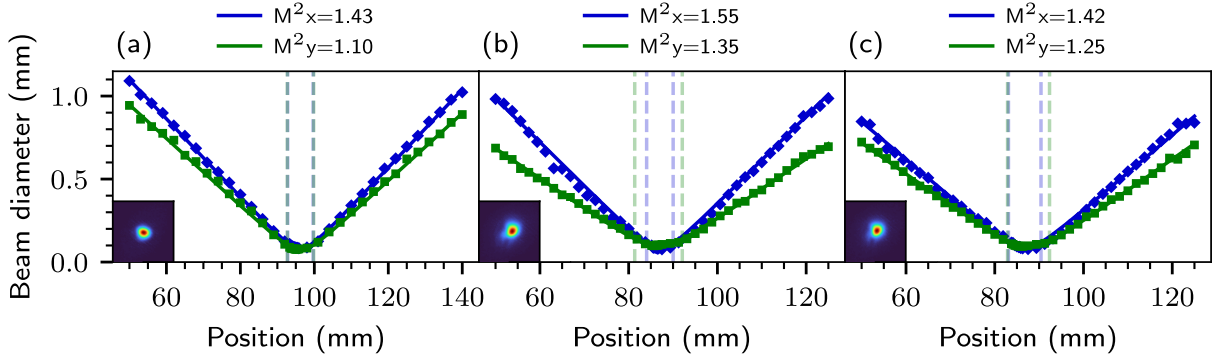 M²x=1.43
M²y=1.10
M²x=1.55
M²y=1.35
M²x=1.42
M²y=1.25
(a)
(b)
(c)
Beam diameter (mm)
1.0
0.5
0.0
60 80 100 120 140
60 80 100 120
60 80 100 120
Position (mm)
Position (mm)
Position (mm)